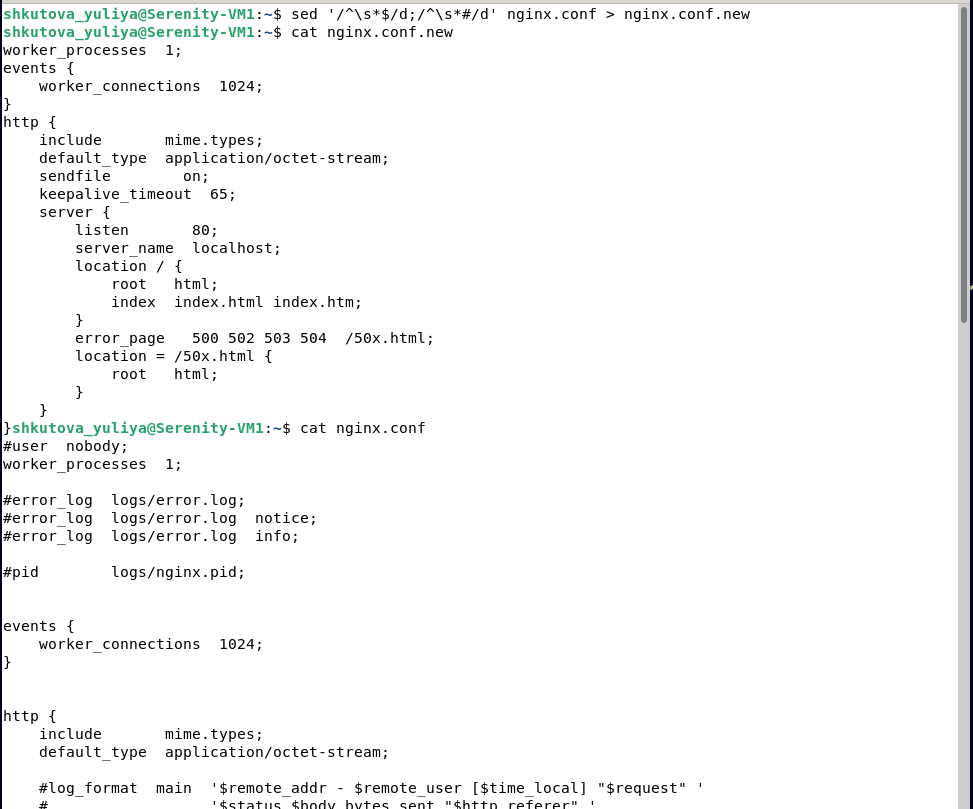 shkutova_yuliya@Serenity-VM1:~$ sed '/^\s*$/d;/^\s*#/d' nginx.conf > nginx.conf.new
shkutova_yuliya@Serenity-VM1:~$ cat nginx.conf.new
worker_processes  1;
events {
    worker_connections  1024;
}
http {
    include       mime.types;
    default_type  application/octet-stream;
    sendfile        on;
    keepalive_timeout  65;
    server {
        listen       80;
        server_name  localhost;
        location / {
            root   html;
            index  index.html index.htm;
        }
        error_page   500 502 503 504  /50x.html;
        location = /50x.html {
            root   html;
        }
    }
}shkutova_yuliya@Serenity-VM1:~$ cat nginx.conf
#user  nobody;
worker_processes  1;

#error_log  logs/error.log;
#error_log  logs/error.log  notice;
#error_log  logs/error.log  info;

#pid        logs/nginx.pid;


events {
    worker_connections  1024;
}


http {
    include       mime.types;
    default_type  application/octet-stream;

    #log_format  main  '$remote_addr - $remote_user [$time_local] "$request" '
    #                  '$status $body_bytes_sent "$http_referer" '